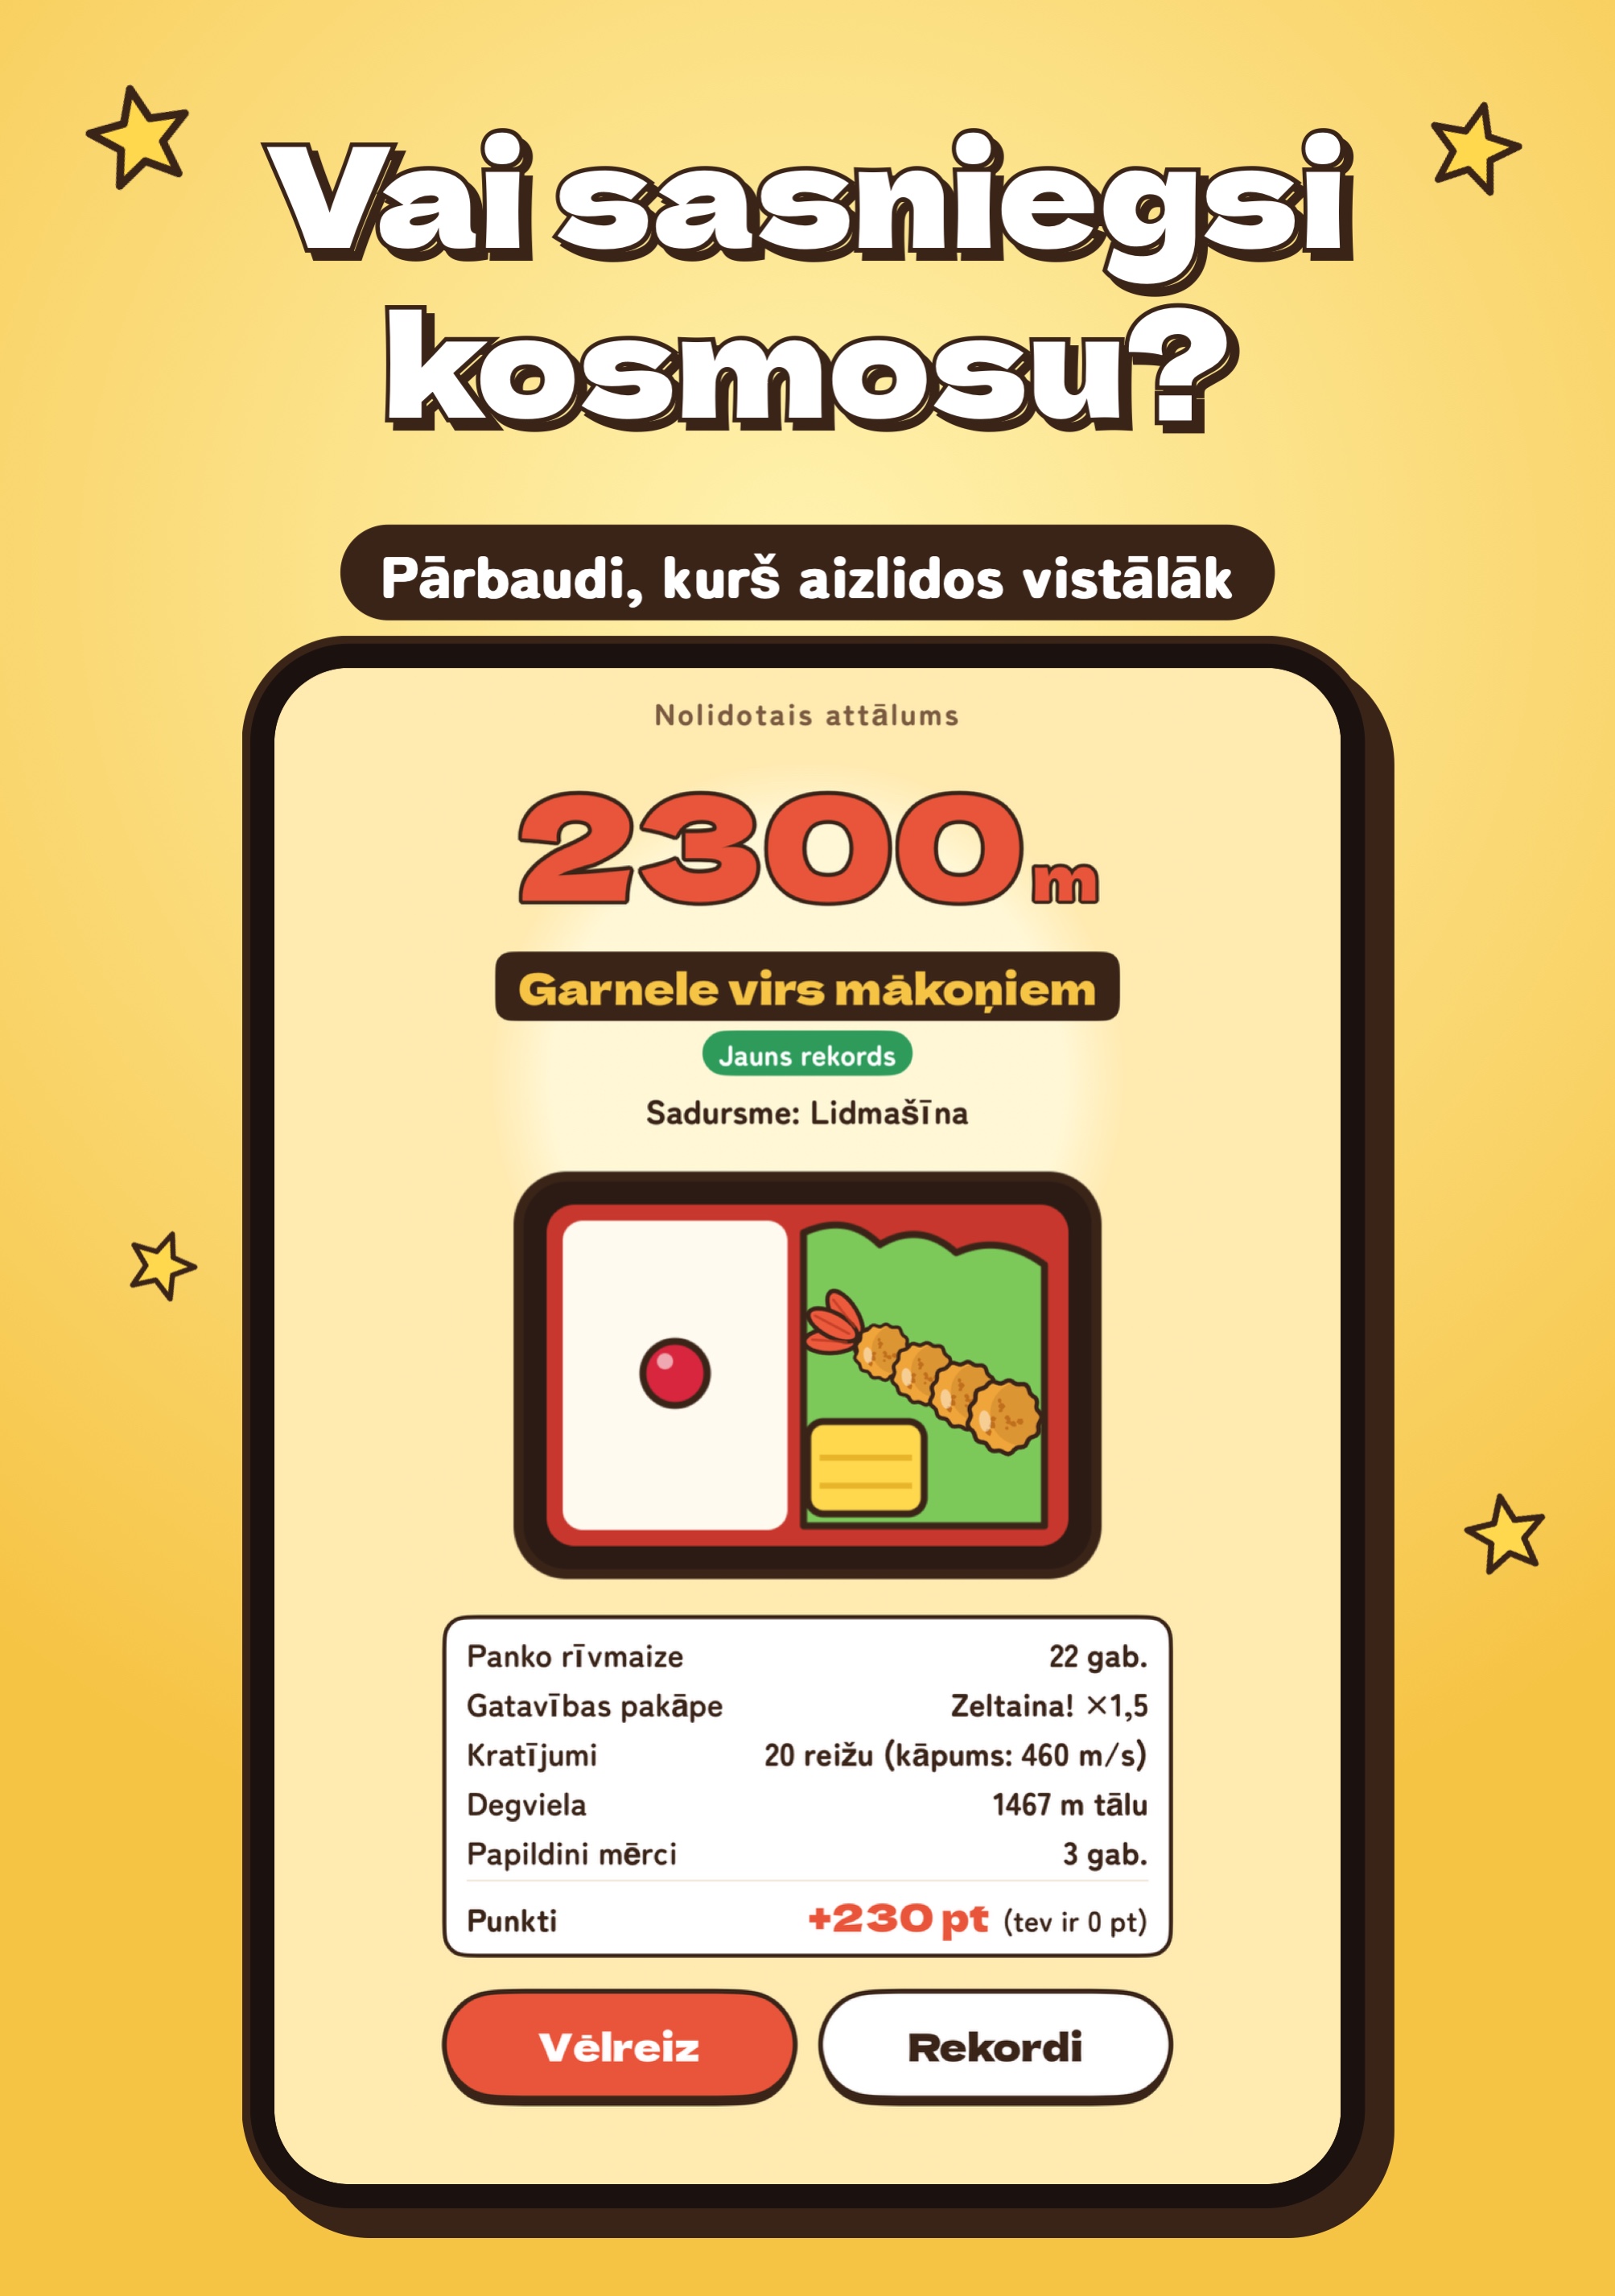 Vai sasniegsi
kosmosu?
Pārbaudi, kurš aizlidos vistālāk
Nolidotais attālums
2300 m
Garnele virs mākoņiem
Jauns rekords
Sadursme: Lidmašīna
Panko rīvmaize 22 gab.
Gatavības pakāpe Zeltaina! ×1,5
Kratījumi 20 reižu (kāpums: 460 m/s)
Degviela 1467 m tālu
Papildini mērci 3 gab.
Punkti +230 pt (tev ir 0 pt)
Vēlreiz Rekordi